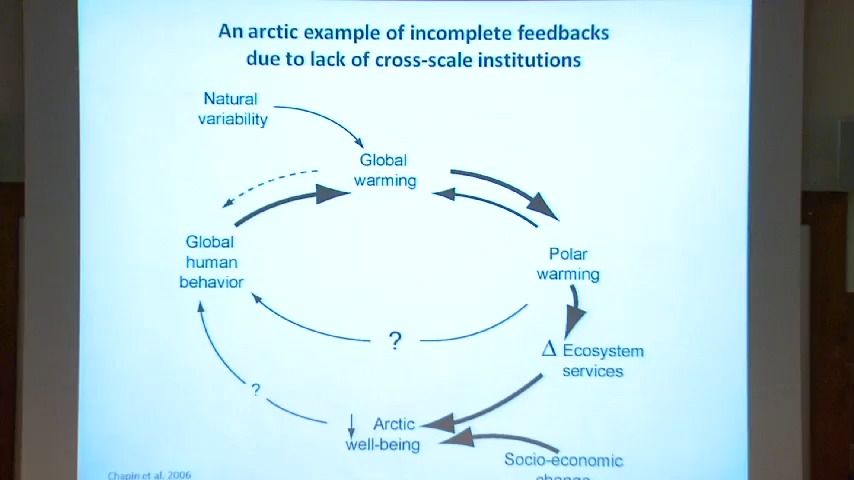 An arctic example of incomplete feedbacks
due to lack of cross-scale institutions
Natural
variability
Global
warming
Global
human
behavior
Polar
warming
?
Δ Ecosystem
services
?
Arctic
well-being
Socio-economic
change
Chapin et al. 2006